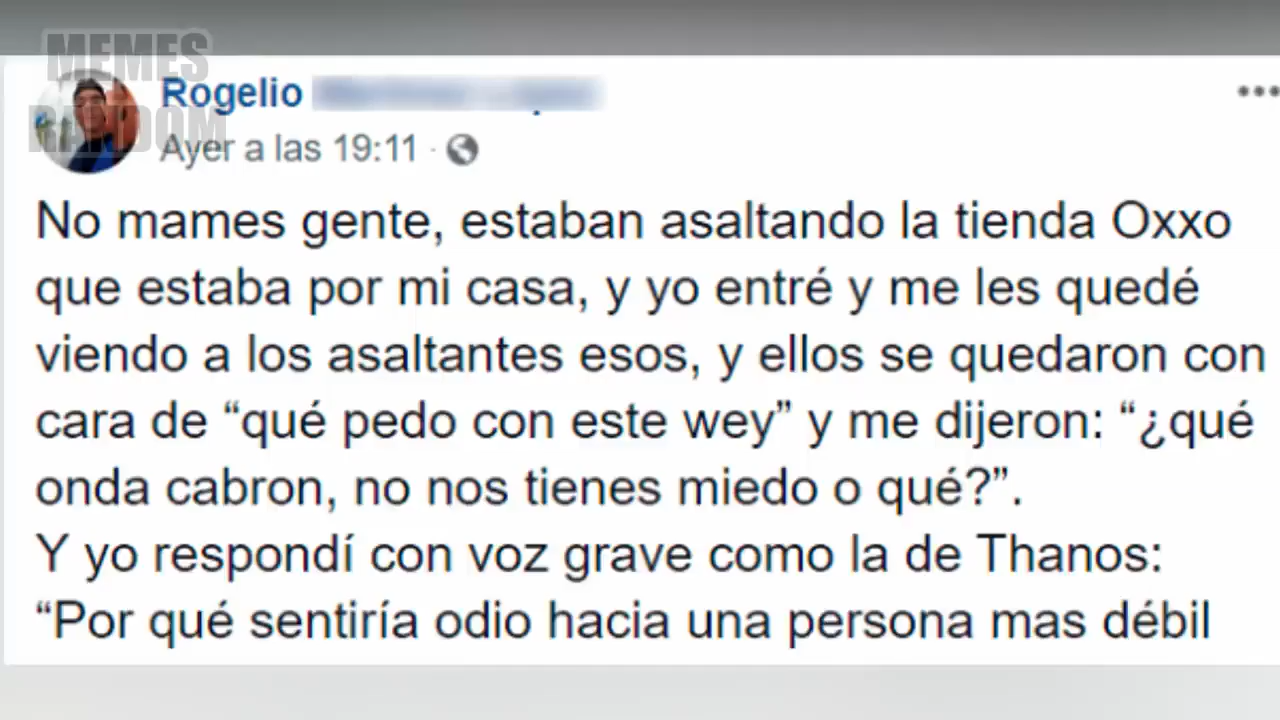 MEMES
RANDOM
Rogelio
Ayer a las 19:11 ·
No mames gente, estaban asaltando la tienda Oxxo
que estaba por mi casa, y yo entré y me les quedé
viendo a los asaltantes esos, y ellos se quedaron con
cara de “qué pedo con este wey” y me dijeron: “¿qué
onda cabron, no nos tienes miedo o qué?”.
Y yo respondí con voz grave como la de Thanos:
“Por qué sentiría odio hacia una persona mas débil